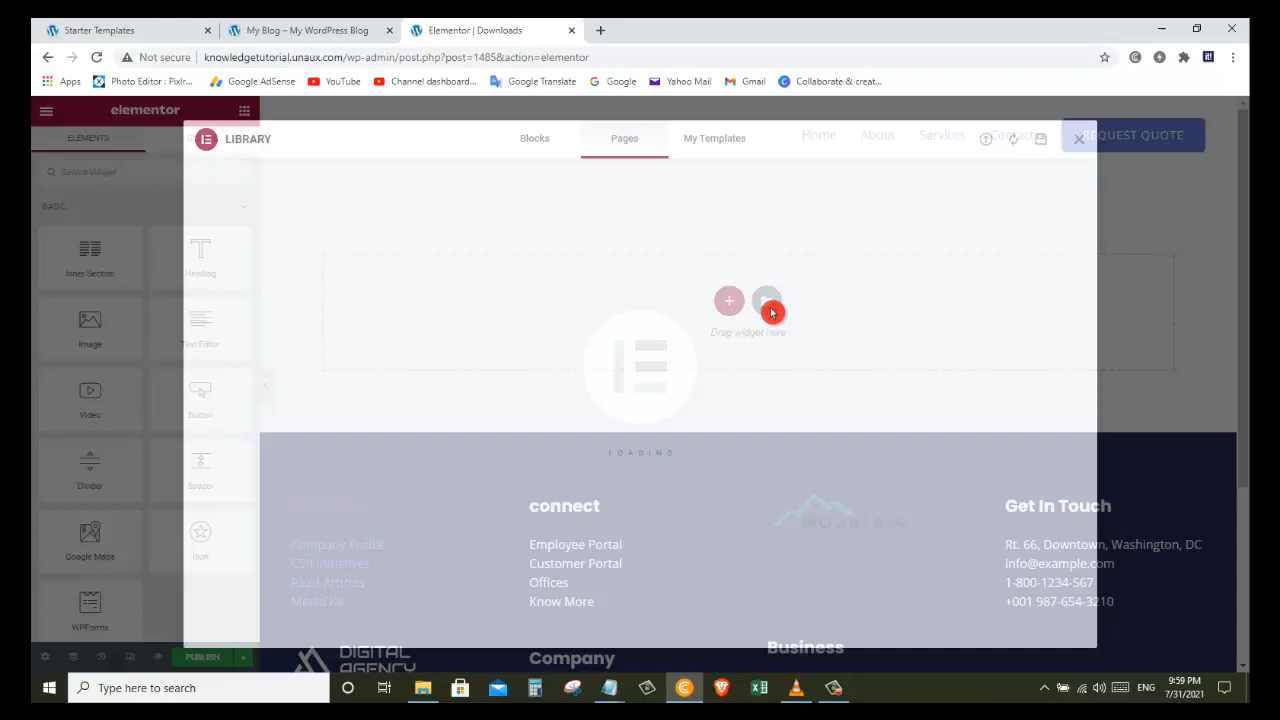 Starter Templates
My Blog – My WordPress Blog
Elementor | Downloads
Not secure
knowledgetutorial.unaux.com/wp-admin/post.php?post=1485&action=elementor
Apps
Photo Editor : Pixlr...
Google AdSense
YouTube
Channel dashboard...
Google Translate
Google
Yahoo Mail
Gmail
Collaborate & creat...
elementor
ELEMENTS
Search Widget
BASIC
Inner Section
Heading
Image
Text Editor
Video
Button
Divider
Spacer
Google Maps
Icon
WPForms
PUBLISH
LIBRARY
Blocks
Pages
My Templates
Home
About
Services
Contact
REQUEST QUOTE
Drag widget here
LOADING
Company Profile
CSR Initiatives
Read Articles
Media Kit
connect
Employee Portal
Customer Portal
Offices
Know More
MOUNTAIN
Get In Touch
Rt. 66, Downtown, Washington, DC
info@example.com
1-800-1234-567
+001 987-654-3210
DIGITAL
AGENCY
Company
Business
Type here to search
ENG
9:59 PM
7/31/2021